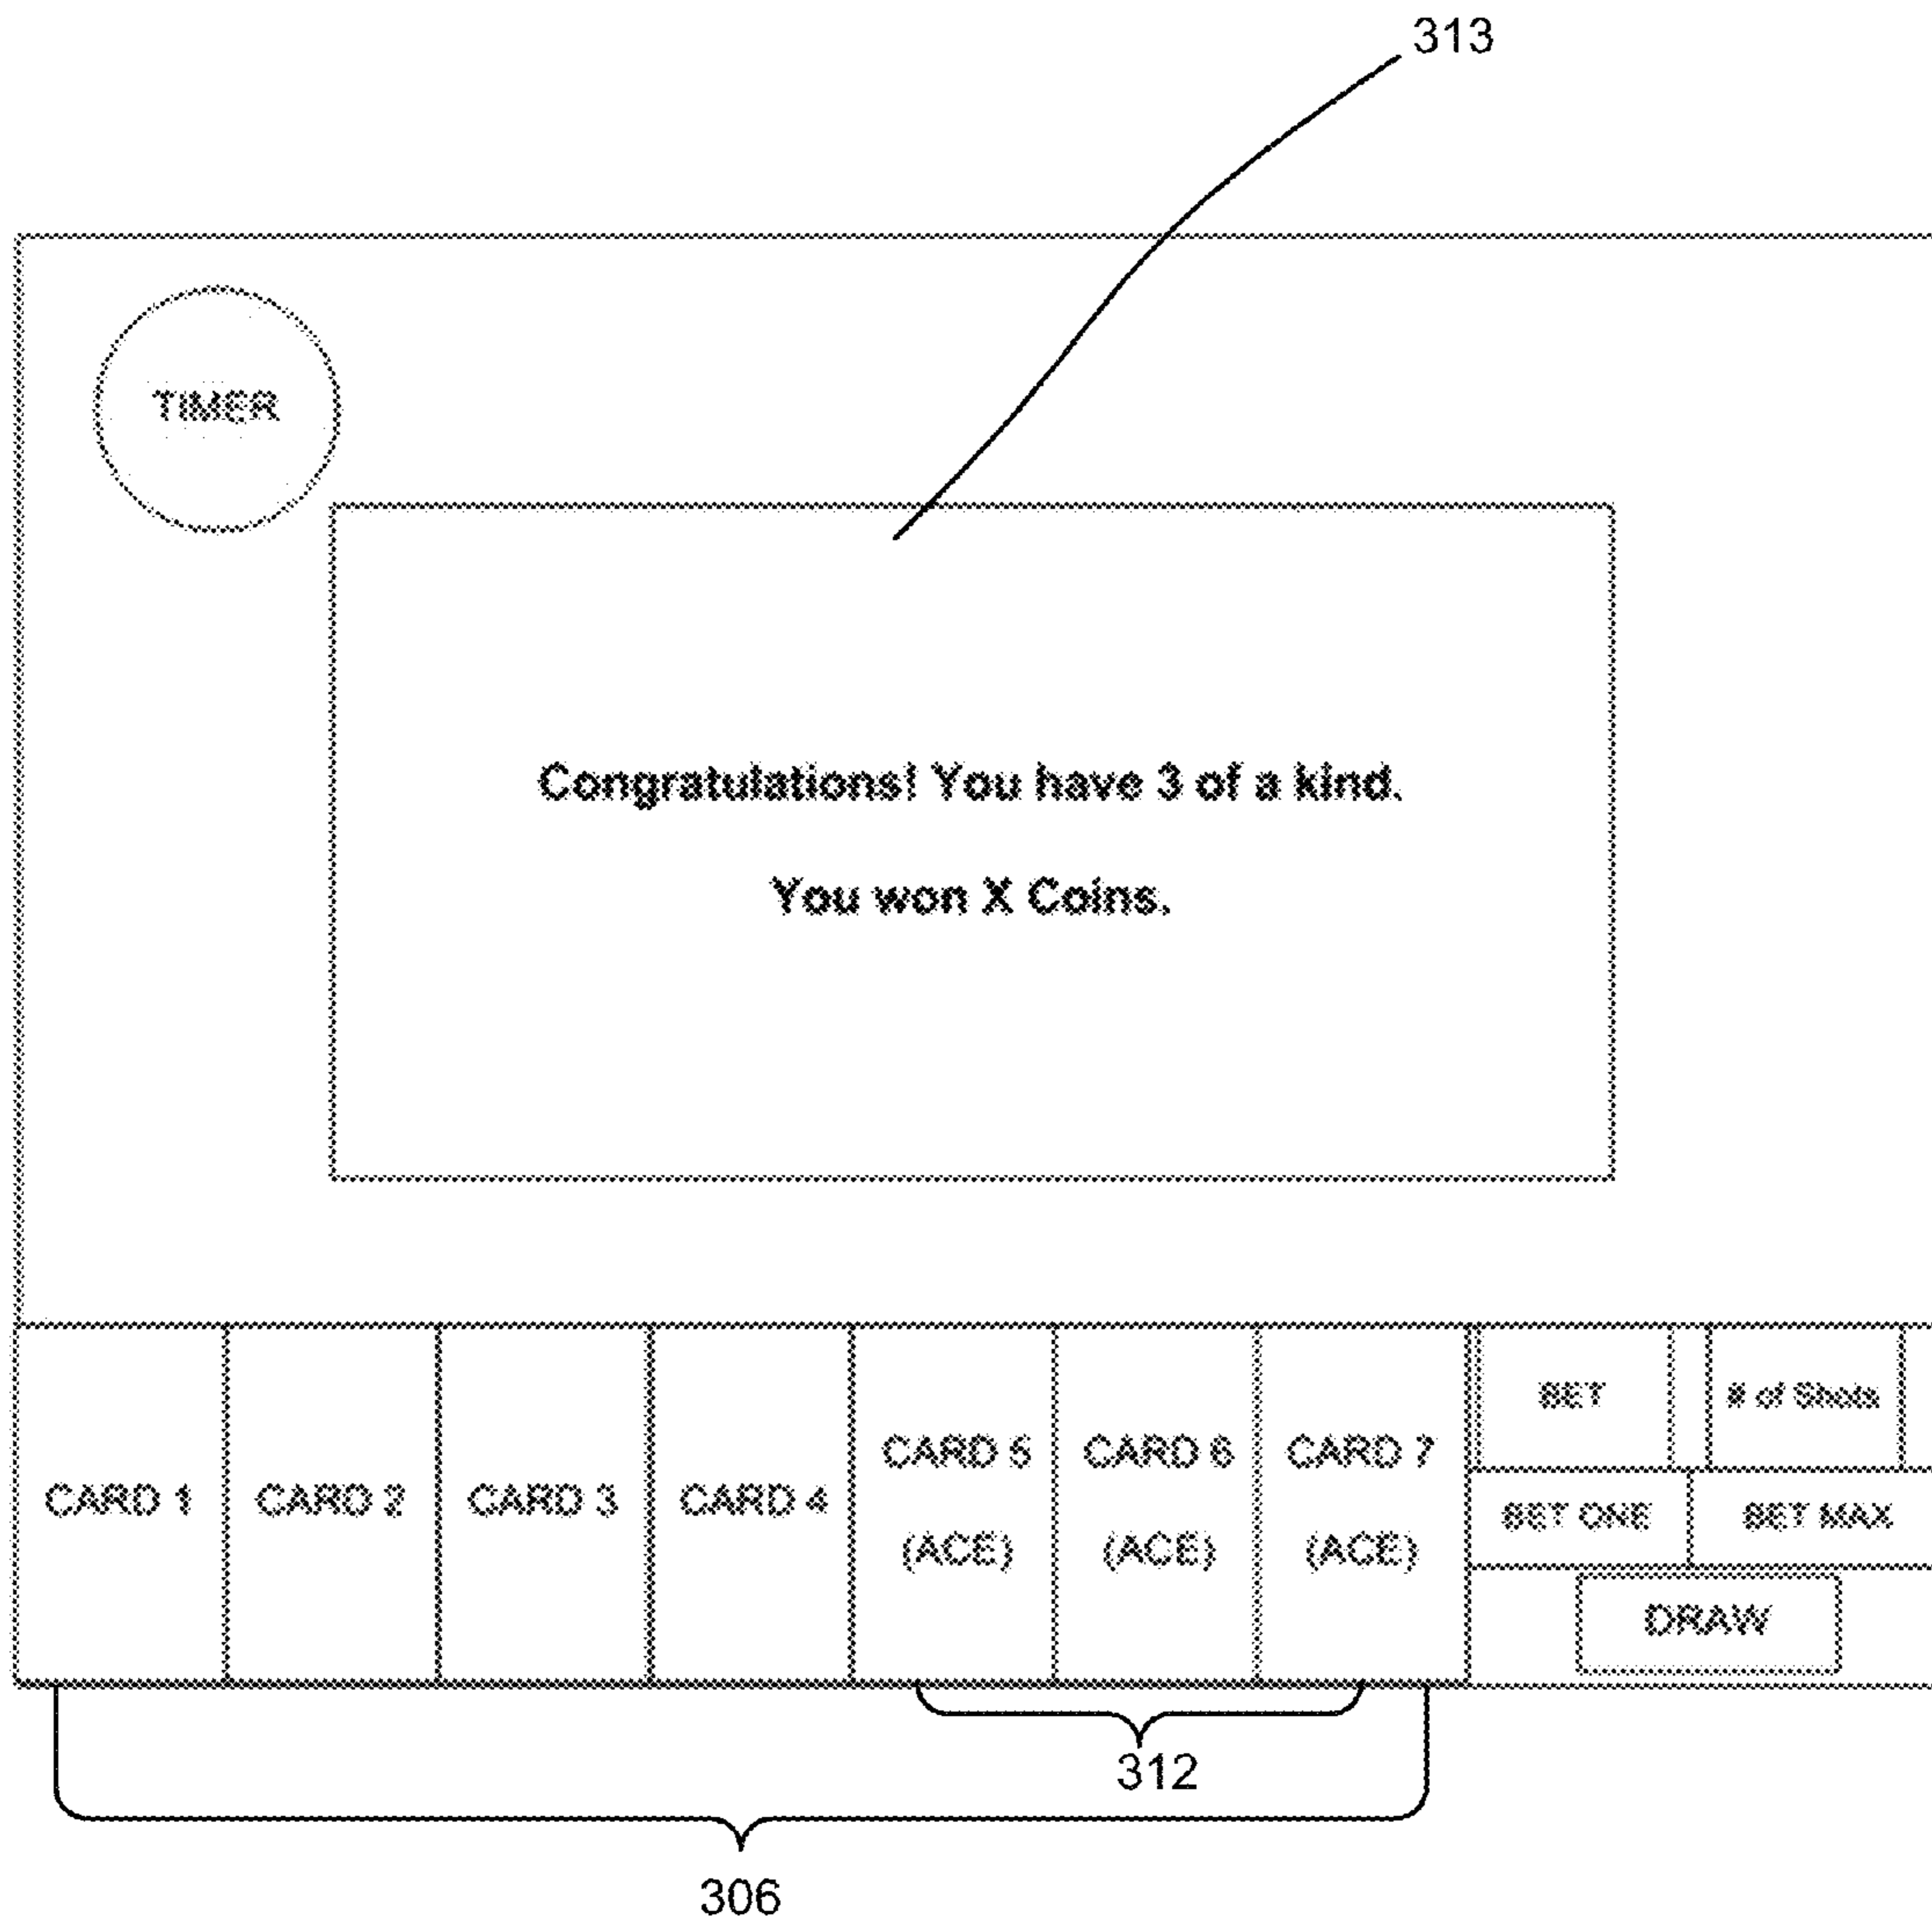 313
TIMER
Congratulations! You have 3 of a kind.
You won X Coins.
BET
# of Shots
CARD 1
CARD 2
CARD 3
CARD 4
CARD 5
(ACE)
CARD 6
(ACE)
CARD 7
(ACE)
BET ONE
BET MAX
DRAW
312
306